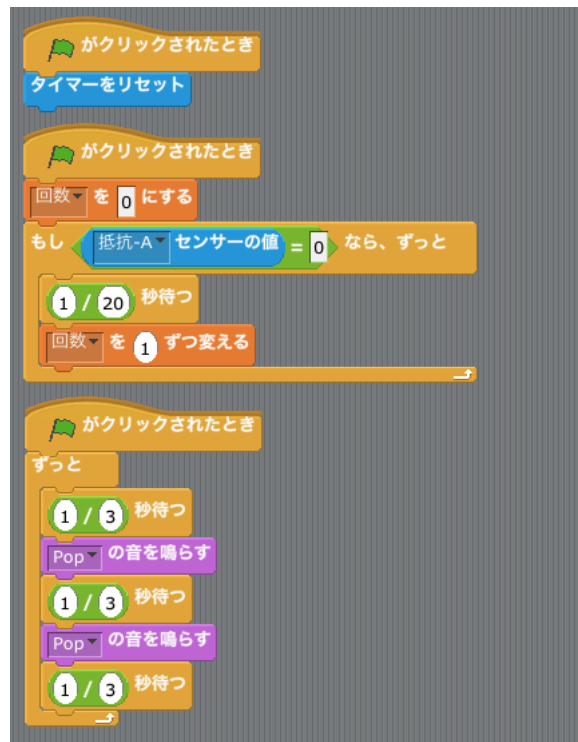 がクリックされたとき
タイマーをリセット
がクリックされたとき
回数 を 0 にする
もし 抵抗-A センサーの値 = 0 なら、ずっと
1 / 20 秒待つ
回数 を 1 ずつ変える
がクリックされたとき
ずっと
1 / 3 秒待つ
Pop の音を鳴らす
1 / 3 秒待つ
Pop の音を鳴らす
1 / 3 秒待つ